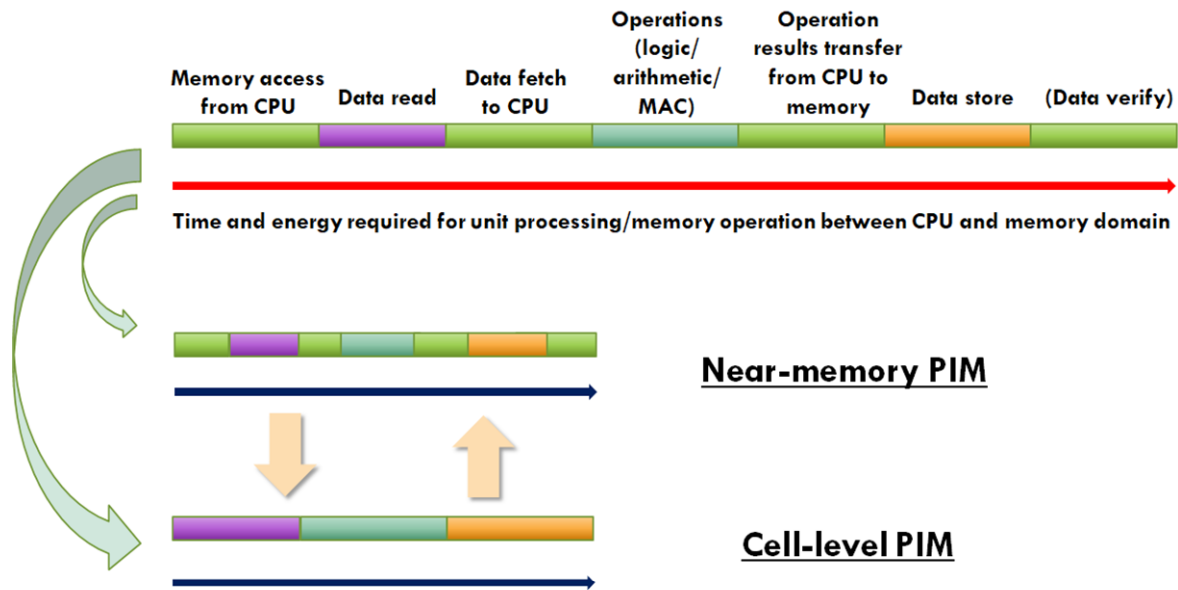 Memory access
from CPU
Data read
Data fetch
to CPU
Operations
(logic/
arithmetic/
MAC)
Operation
results transfer
from CPU to
memory
Data store
(Data verify)
Time and energy required for unit processing/memory operation between CPU and memory domain
Near-memory PIM
Cell-level PIM